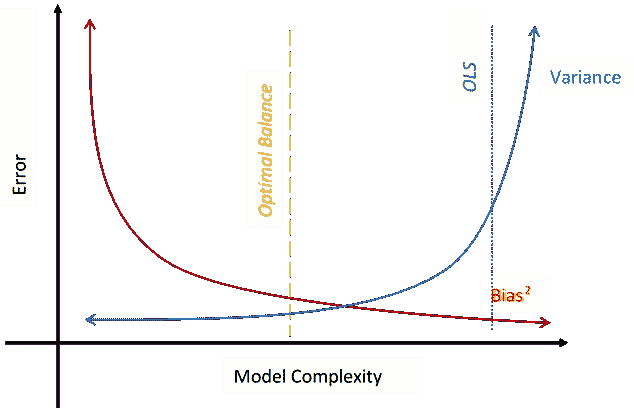 Optimal Balance
OLS
Variance
Error
Bias²
Model Complexity